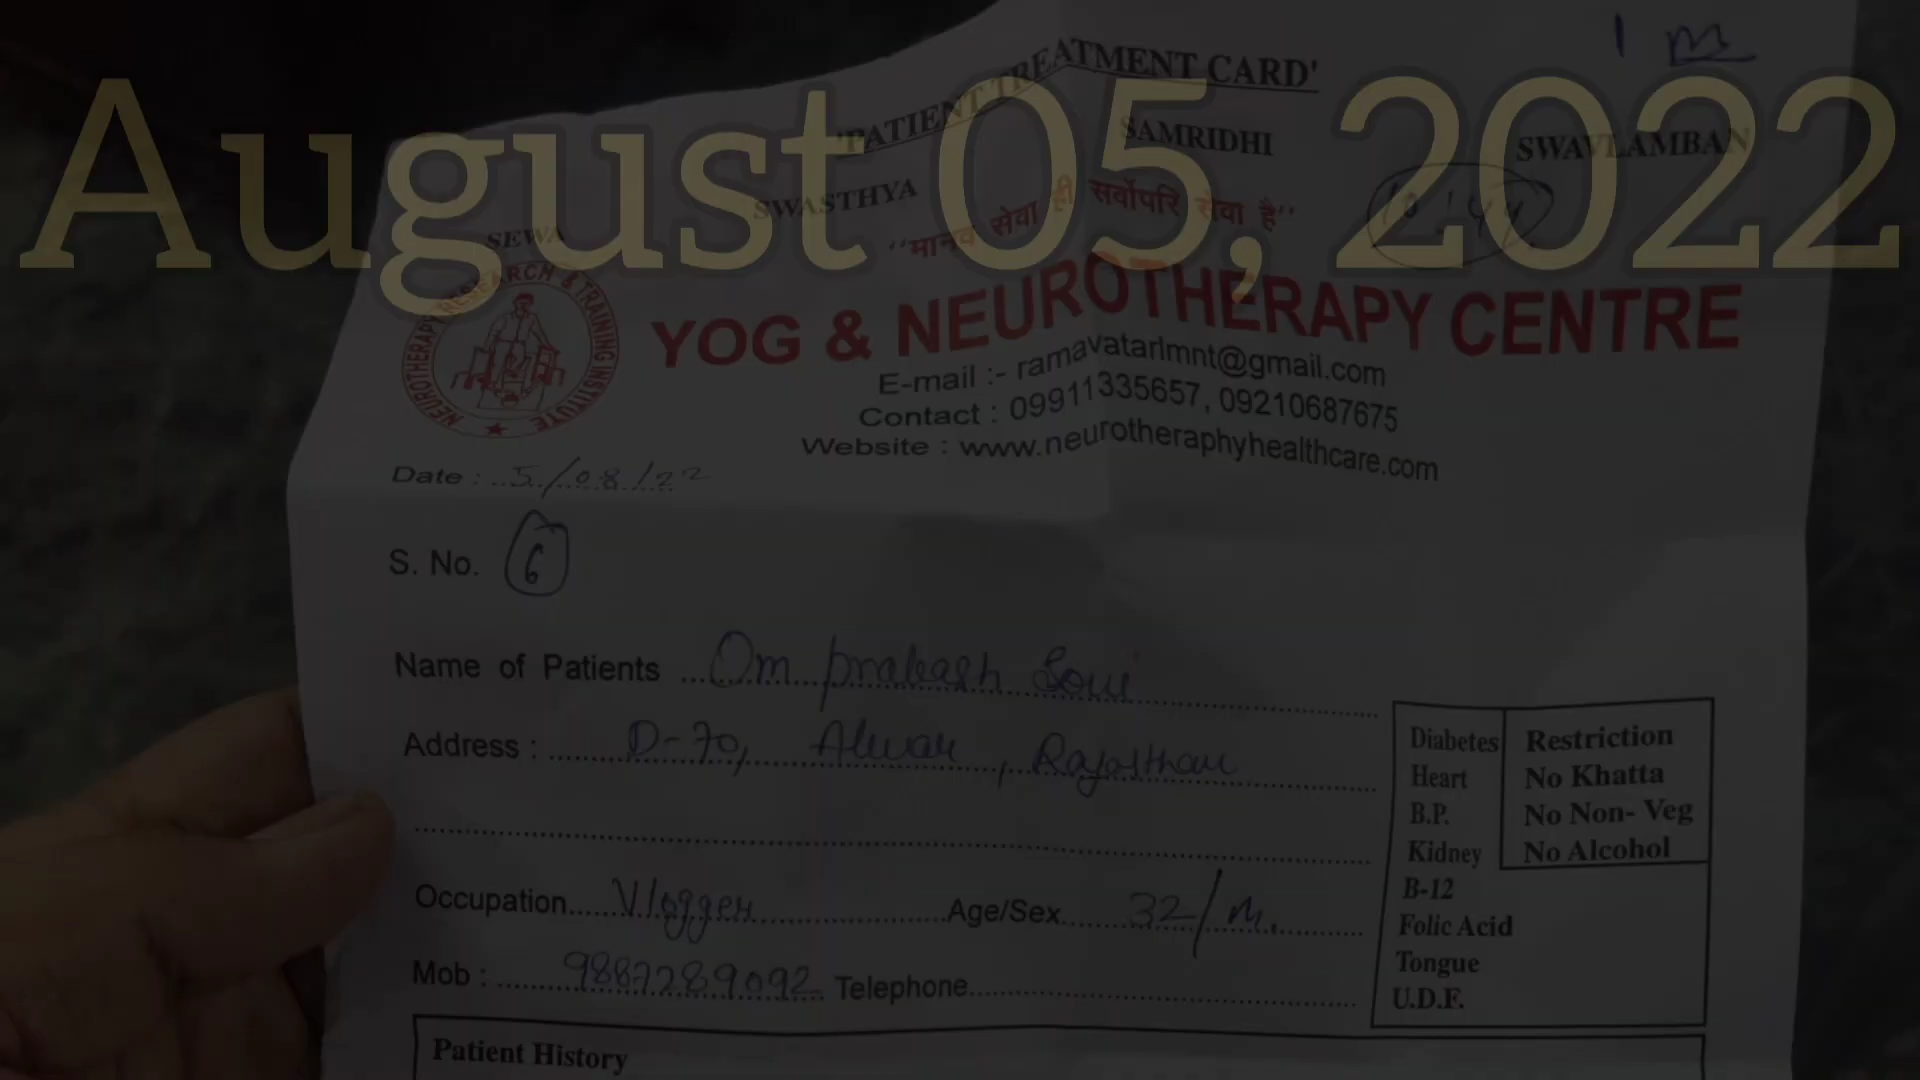 August 05, 2022
1 m
'PATIENT TREATMENT CARD'
SEWA SWASTHYA SAMRIDHI SWAVLAMBAN
“मानव सेवा ही सर्वोपरि सेवा है”
NEUROTHERAPY RESEARCH & TRAINING INSTITUTE
YOG & NEUROTHERAPY CENTRE
E-mail :- ramavatarlmnt@gmail.com
Contact : 09911335657, 09210687675
Website : www.neurotheraphyhealthcare.com
Date : 5/08/22
S. No. 6
Name of Patients Om prakash Soni
Address : D-70, Alwar, Rajasthan
Occupation Vlogger Age/Sex 32/M.
Mob : 9887289092 Telephone
Diabetes
Heart
B.P.
Kidney
B-12
Folic Acid
Tongue
U.D.F.
Restriction
No Khatta
No Non- Veg
No Alcohol
Patient History